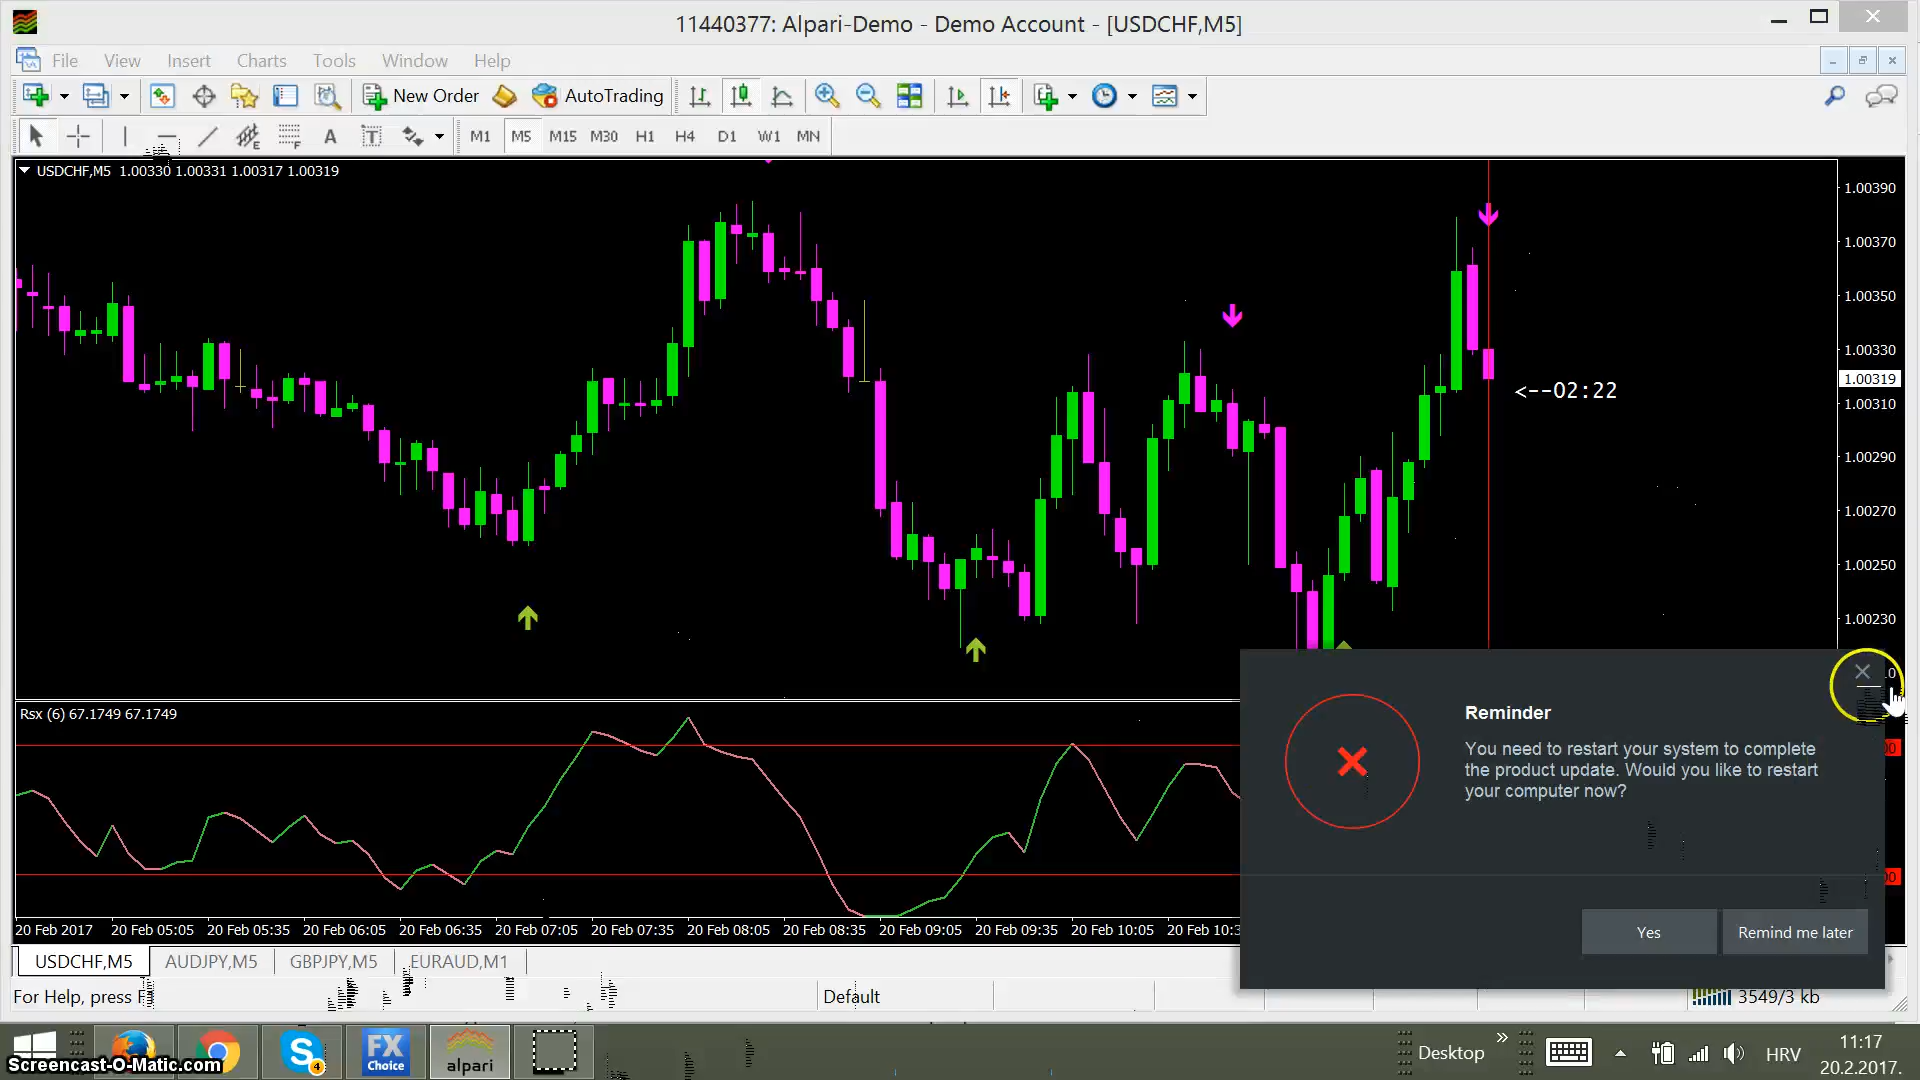 11440377: Alpari-Demo - Demo Account - [USDCHF,M5]
File View Insert Charts Tools Window Help
New Order AutoTrading
A T E F
M1 M5 M15 M30 H1 H4 D1 W1 MN
USDCHF,M5 1.00330 1.00331 1.00317 1.00319
1.00390
1.00370
1.00350
1.00330
1.00319
<--02:22
1.00310
1.00290
1.00270
1.00250
1.00230
Rsx (6) 67.1749 67.1749
Reminder
You need to restart your system to complete
the product update. Would you like to restart
your computer now?
Yes Remind me later
20 Feb 2017 20 Feb 05:05 20 Feb 05:35 20 Feb 06:05 20 Feb 06:35 20 Feb 07:05 20 Feb 07:35 20 Feb 08:05 20 Feb 08:35 20 Feb 09:05 20 Feb 09:35 20 Feb 10:05
USDCHF,M5 AUDJPY,M5 GBPJPY,M5 EURAUD,M1
For Help, press Default 3549/3 kb
FX Choice
alpari
4
Desktop HRV 11:17
20.2.2017.
Screencast-O-Matic.com